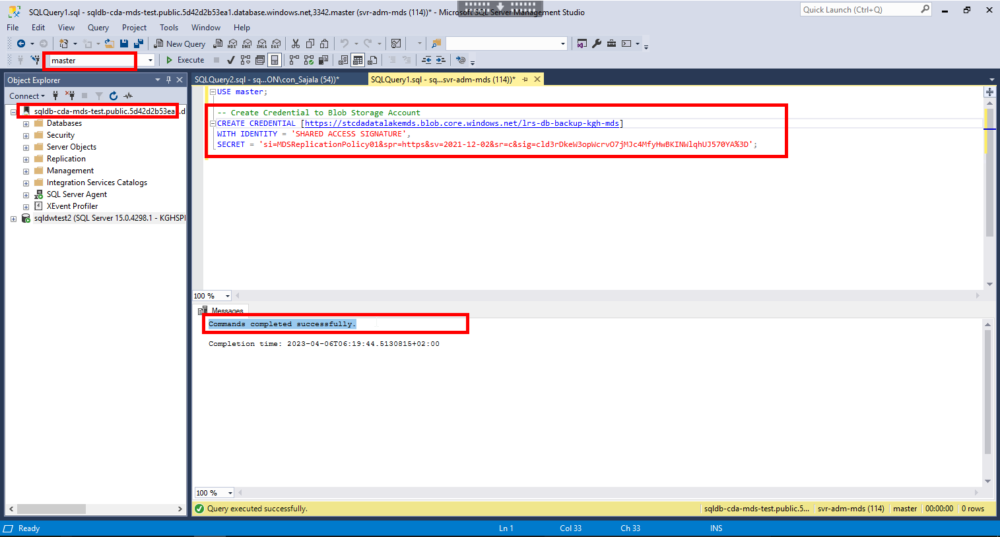 SQLQuery1.sql - sqldb-cda-mds-test.public.5d42d2b53ea1.database.windows.net,3342.master (svr-adm-mds (114))* - Microsoft SQL Server Management Studio
Quick Launch (Ctrl+Q)
File Edit View Query Project Tools Window Help
New Query MDX DMX XMLA DAX
master Execute
Object Explorer
SQLQuery2.sql - sq...ON\con_Sajala (54))* SQLQuery1.sql - sq...svr-adm-mds (114))*
Connect
sqldb-cda-mds-test.public.5d42d2b53ea .d
Databases
Security
Server Objects
Replication
Management
Integration Services Catalogs
SQL Server Agent
XEvent Profiler
sqldwtest2 (SQL Server 15.0.4298.1 - KGHSPI
USE master;
-- Create Credential to Blob Storage Account
CREATE CREDENTIAL [https://stcdadatalakemds.blob.core.windows.net/lrs-db-backup-kgh-mds]
WITH IDENTITY = 'SHARED ACCESS SIGNATURE',
SECRET = 'si=MDSReplicationPolicy01&spr=https&sv=2021-12-02&sr=c&sig=cld3rDkeW3opWcrvO7jMJc4MfyHwBKINWlqhUJ570YA%3D';
100 %
Messages
Commands completed successfully.
Completion time: 2023-04-06T06:19:44.5130815+02:00
100 %
Query executed successfully. sqldb-cda-mds-test.public.5... svr-adm-mds (114) master 00:00:00 0 rows
Ready Ln 1 Col 33 Ch 33 INS